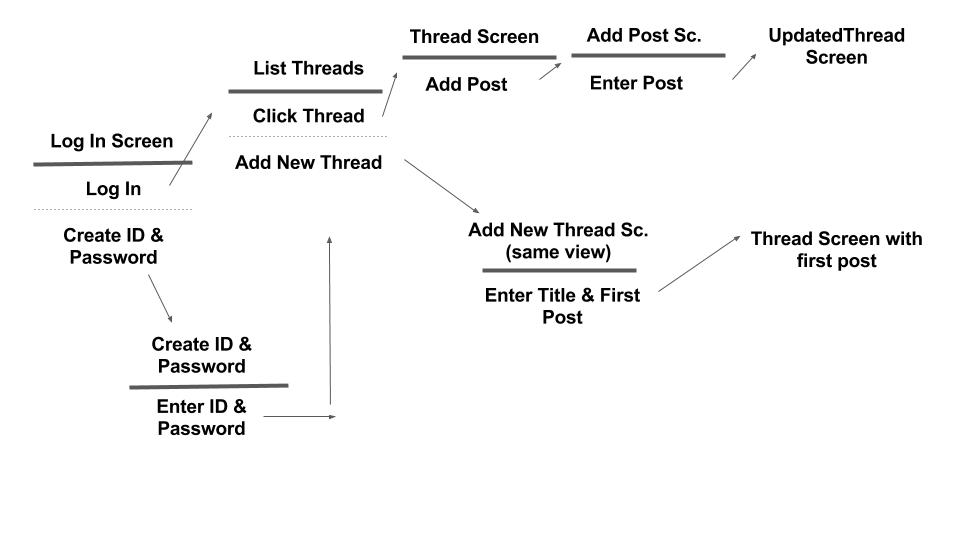 Log In Screen
Log In
Create ID &
Password
Create ID &
Password
Enter ID &
Password
List Threads
Click Thread
Add New Thread
Thread Screen
Add Post
Add Post Sc.
Enter Post
UpdatedThread
Screen
Add New Thread Sc.
(same view)
Enter Title & First
Post
Thread Screen with
first post